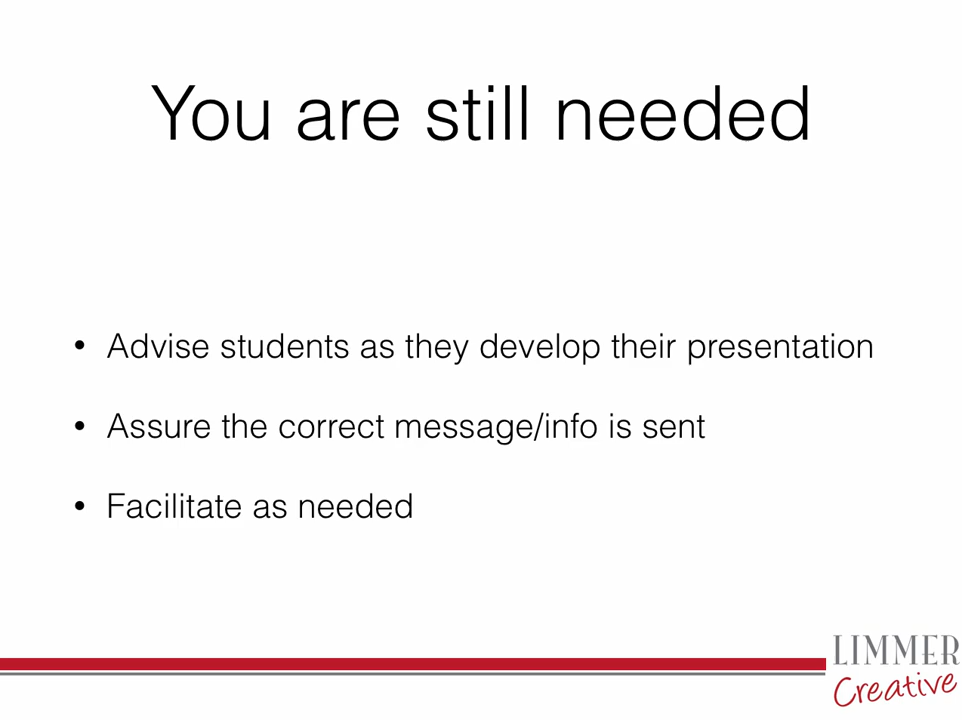 You are still needed
• Advise students as they develop their presentation
• Assure the correct message/info is sent
• Facilitate as needed
LIMMER
Creative